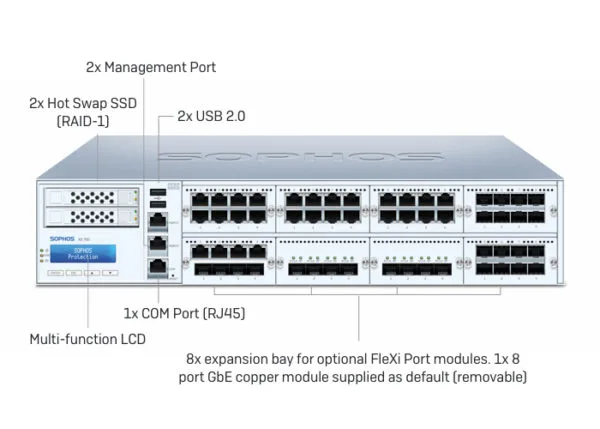 2x Management Port
2x Hot Swap SSD
(RAID-1)
2x USB 2.0
SOPHOS
SOPHOS
SOPHOS
Protection
1x COM Port (RJ45)
Multi-function LCD
8x expansion bay for optional FleXi Port modules. 1x 8
port GbE copper module supplied as default (removable)